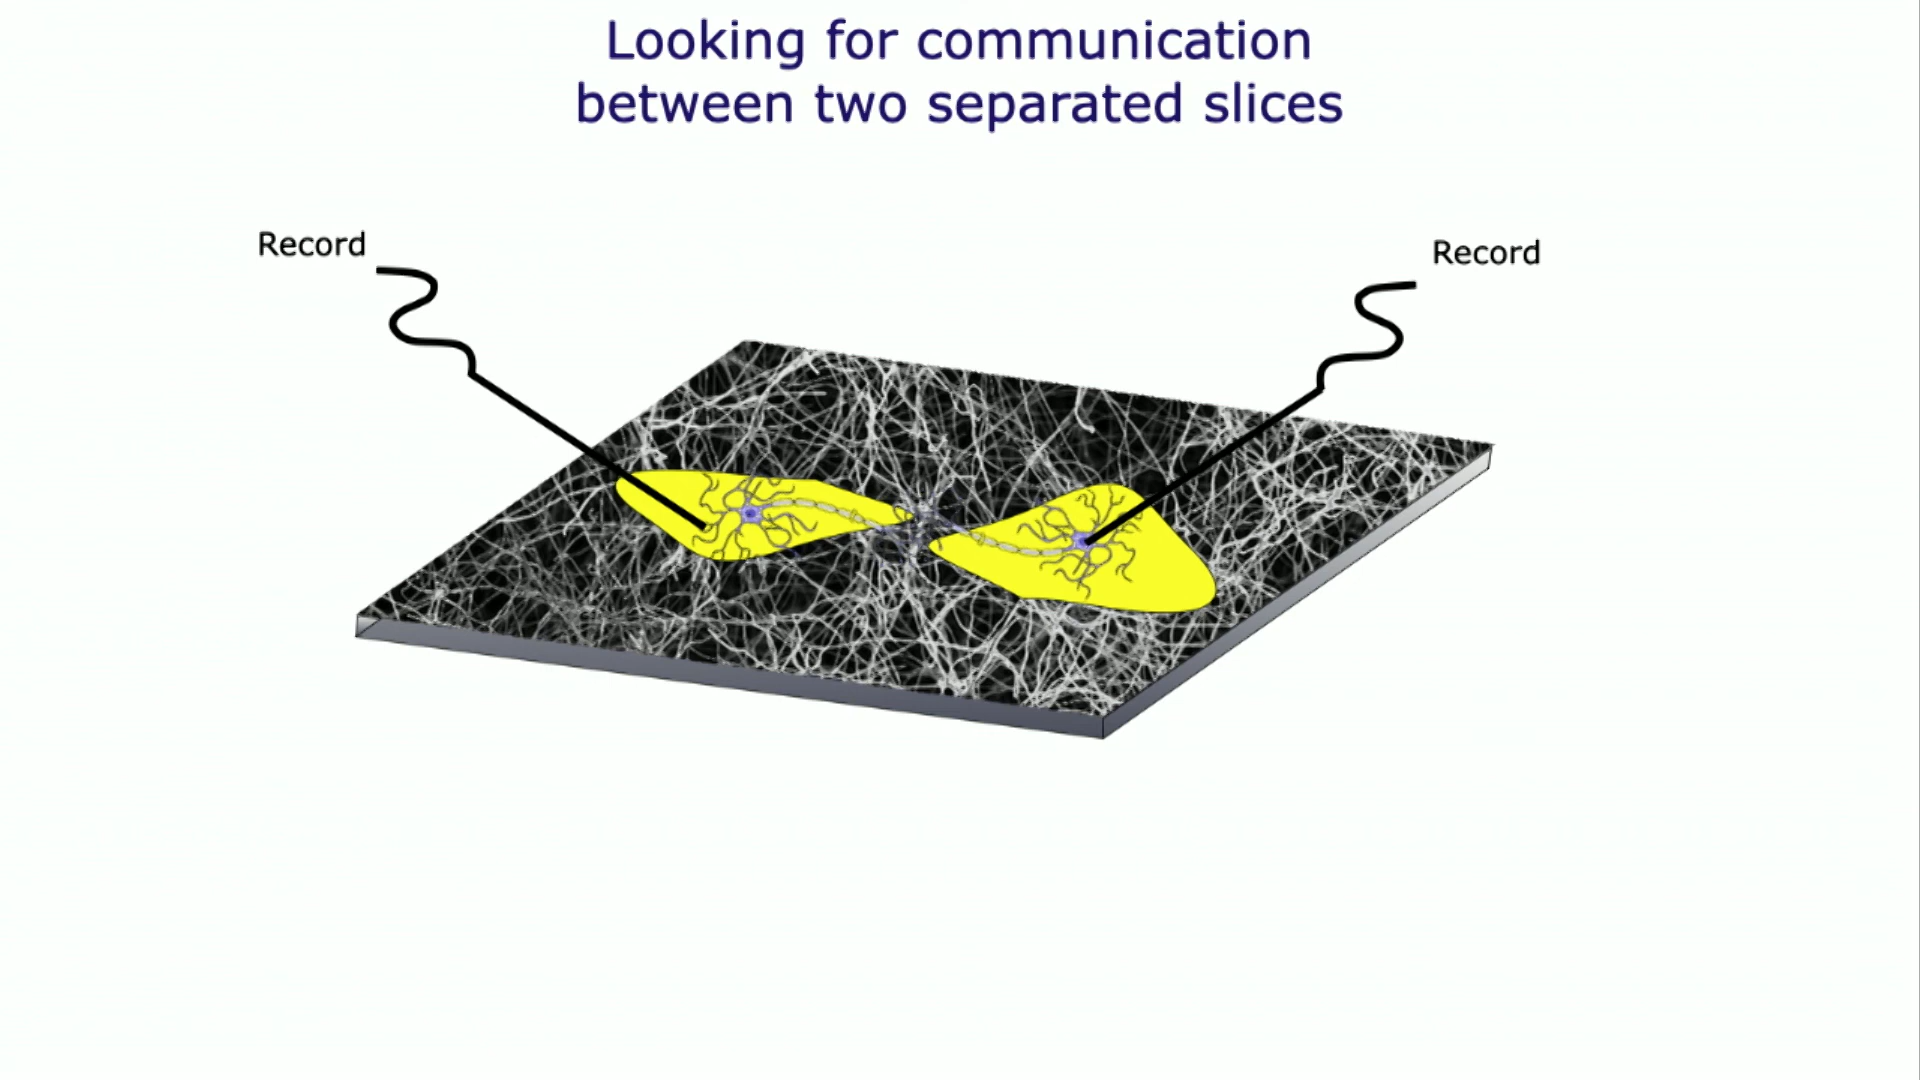 Looking for communication
between two separated slices
Record
Record